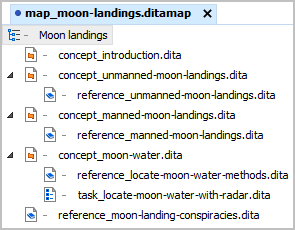 map_moon-landings.ditamap ×
– Moon landings
– concept_introduction.dita
– concept_unmanned-moon-landings.dita
– reference_unmanned-moon-landings.dita
– concept_manned-moon-landings.dita
– reference_manned-moon-landings.dita
– concept_moon-water.dita
– reference_locate-moon-water-methods.dita
– task_locate-moon-water-with-radar.dita
– reference_moon-landing-conspiracies.dita